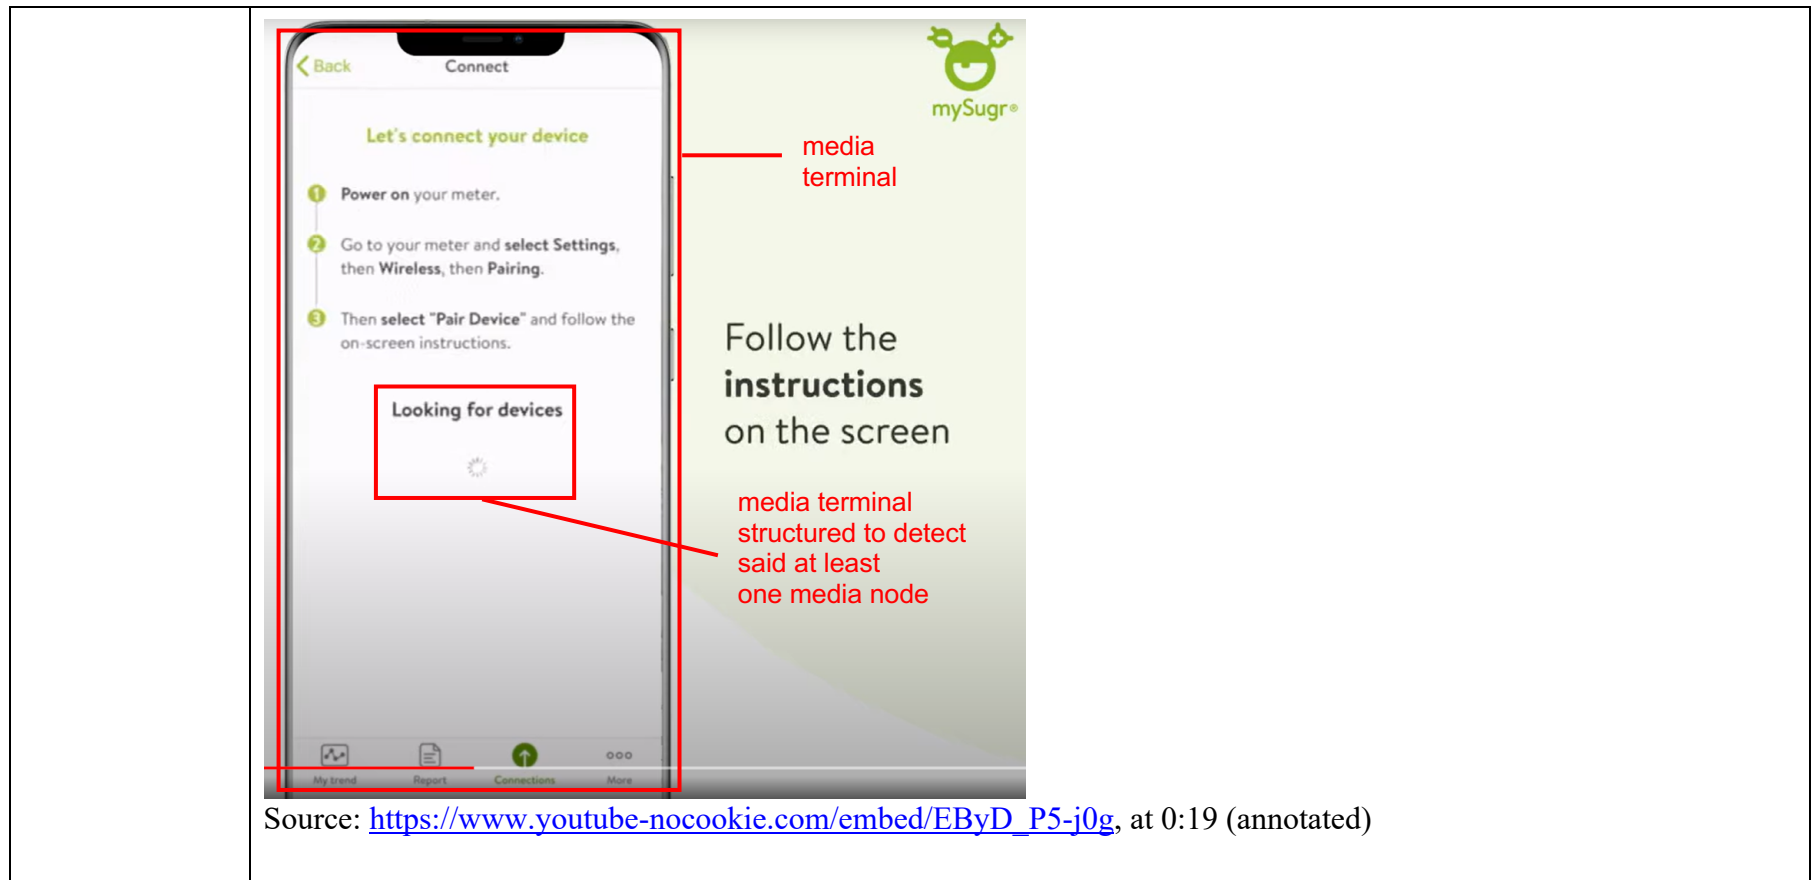 Back
Connect
mySugr®
Let's connect your device
media
terminal
1 Power on your meter.
2 Go to your meter and select Settings,
then Wireless, then Pairing.
3 Then select "Pair Device" and follow the
on-screen instructions.
Follow the
instructions
on the screen
Looking for devices
media terminal
structured to detect
said at least
one media node
My trend
Report
Connections
More
Source: https://www.youtube-nocookie.com/embed/EByD_P5-j0g, at 0:19 (annotated)